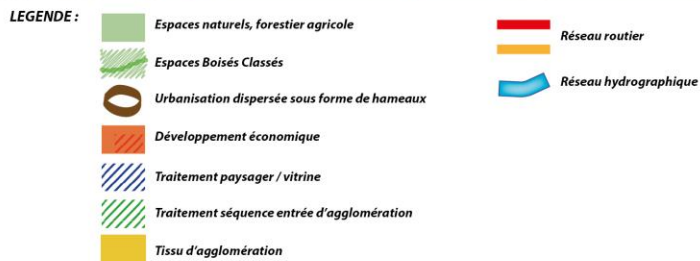 LEGENDE :
Espaces naturels, forestier agricole
Espaces Boisés Classés
Urbanisation dispersée sous forme de hameaux
Développement économique
Traitement paysager / vitrine
Traitement séquence entrée d'agglomération
Tissu d'agglomération
Réseau routier
Réseau hydrographique